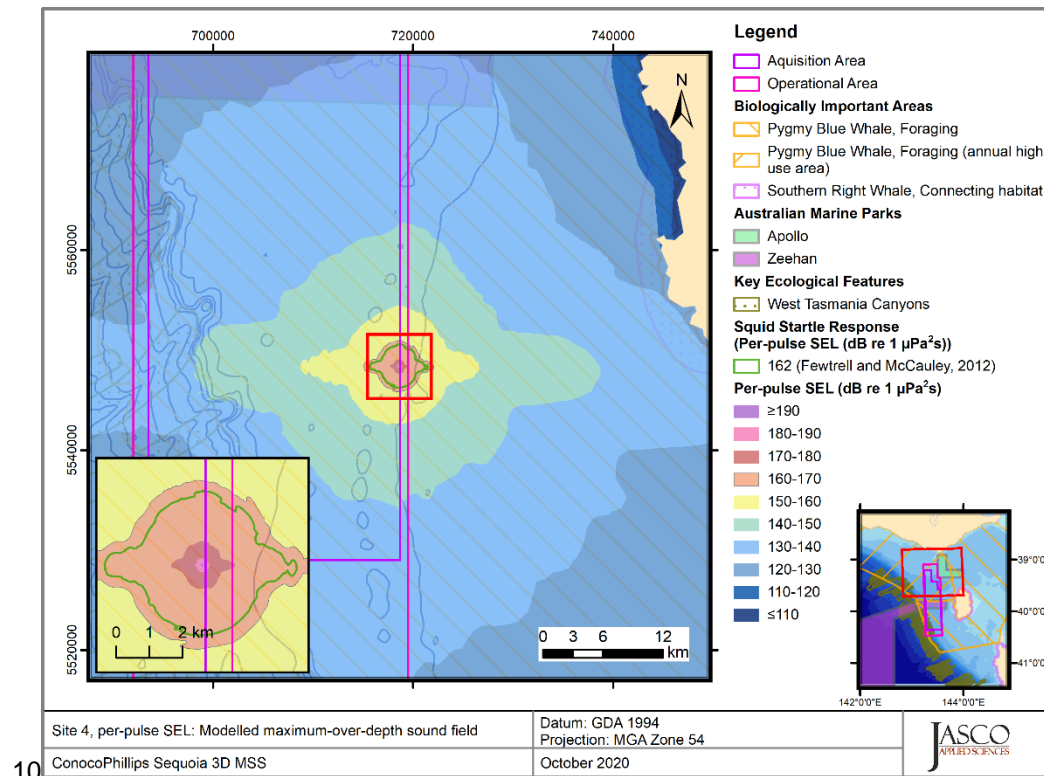 700000 720000 740000
5560000
5540000
5520000
N
0 1 2 km
0 3 6 12
km
Legend
Aquisition Area
Operational Area
Biologically Important Areas
Pygmy Blue Whale, Foraging
Pygmy Blue Whale, Foraging (annual high
use area)
Southern Right Whale, Connecting habitat
Australian Marine Parks
Apollo
Zeehan
Key Ecological Features
West Tasmania Canyons
Squid Startle Response
(Per-pulse SEL (dB re 1 µPa²s))
162 (Fewtrell and McCauley, 2012)
Per-pulse SEL (dB re 1 µPa²s)
≥190
180-190
170-180
160-170
150-160
140-150
130-140
120-130
110-120
≤110
39°0'
40°0'
41°0'
142°0'0"E 144°0'0"E
Site 4, per-pulse SEL: Modelled maximum-over-depth sound field
Datum: GDA 1994
Projection: MGA Zone 54
ConocoPhillips Sequoia 3D MSS
October 2020
JASCO
APPLIED SCIENCES
10